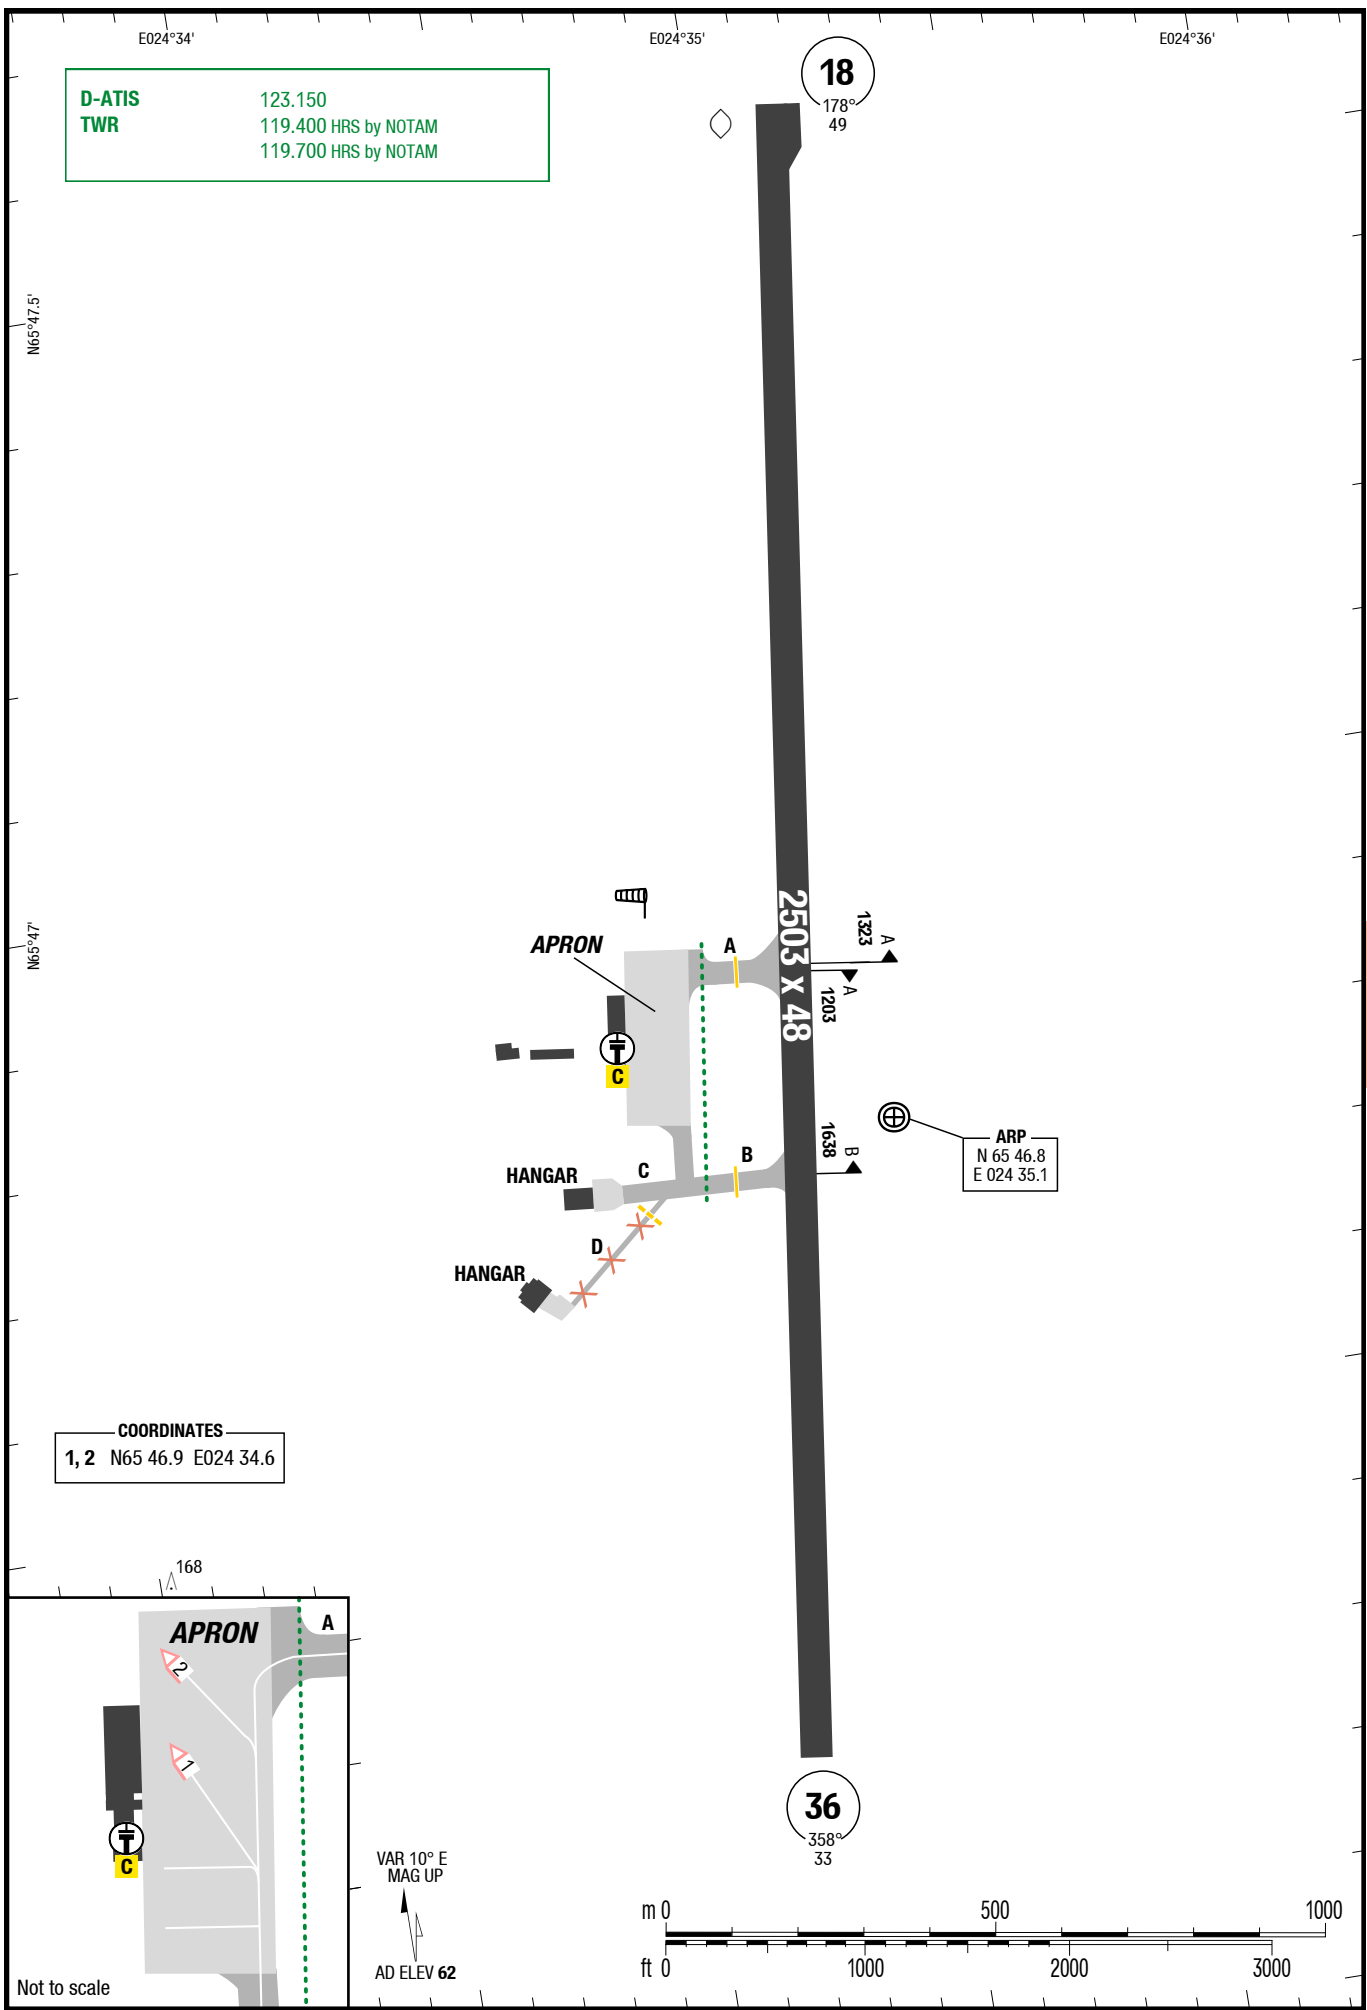 E024°34'
E024°35'
E024°36'
18
178°
49
D-ATIS 123.150
TWR 119.400 HRS by NOTAM
119.700 HRS by NOTAM
N65°47.5'
2503 x 48
N65°47'
APRON
A
1323 A
1203 A
C
ARP
N 65 46.8
E 024 35.1
1638 B
B
C
HANGAR
D
HANGAR
COORDINATES
1, 2 N65 46.9 E024 34.6
168
APRON
A
2
1
C
Not to scale
36
358°
33
VAR 10° E
MAG UP
AD ELEV 62
m 0 500 1000
ft 0 1000 2000 3000